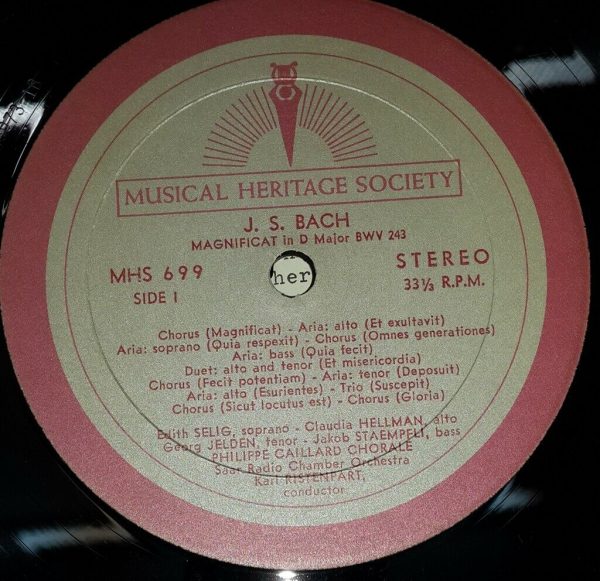 MUSICAL HERITAGE SOCIETY
J. S. BACH
MAGNIFICAT in D Major BWV 243
MHS 699
SIDE I
her
STEREO
33⅓ R.P.M.
Chorus (Magnificat) - Aria: alto (Et exultavit)
Aria: soprano (Quia respexit) - Chorus (Omnes generationes)
Aria: bass (Quia fecit)
Duet: alto and tenor (Et misericordia)
Chorus (Fecit potentiam) - Aria: tenor (Deposuit)
Aria: alto (Esurientes) - Trio (Suscepit)
Chorus (Sicut locutus est) - Chorus (Gloria)
Edith SELIG, soprano - Claudia HELLMAN, alto
Georg JELDEN, tenor - Jakob STAEMPFLI, bass
PHILIPPE CAILLARD CHORALE
Saar Radio Chamber Orchestra
Karl RISTENPART,
conductor